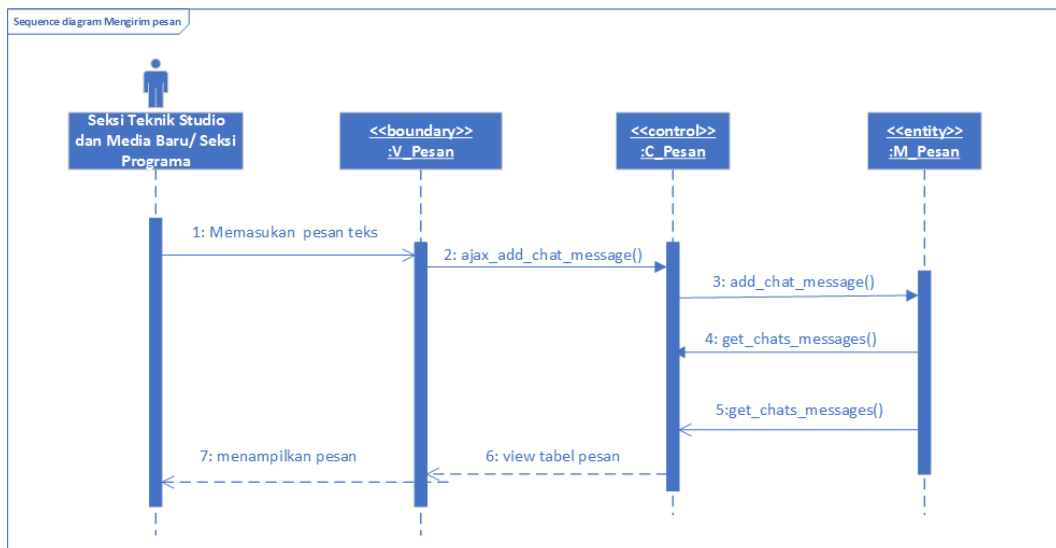 Sequence diagram Mengirim pesan
Seksi Teknik Studio
dan Media Baru/ Seksi
Programa
<<boundary>>
:V_Pesan
<<control>>
:C_Pesan
<<entity>>
:M_Pesan
1: Memasukan pesan teks
2: ajax_add_chat_message()
3: add_chat_message()
4: get_chats_messages()
5:get_chats_messages()
6: view tabel pesan
7: menampilkan pesan